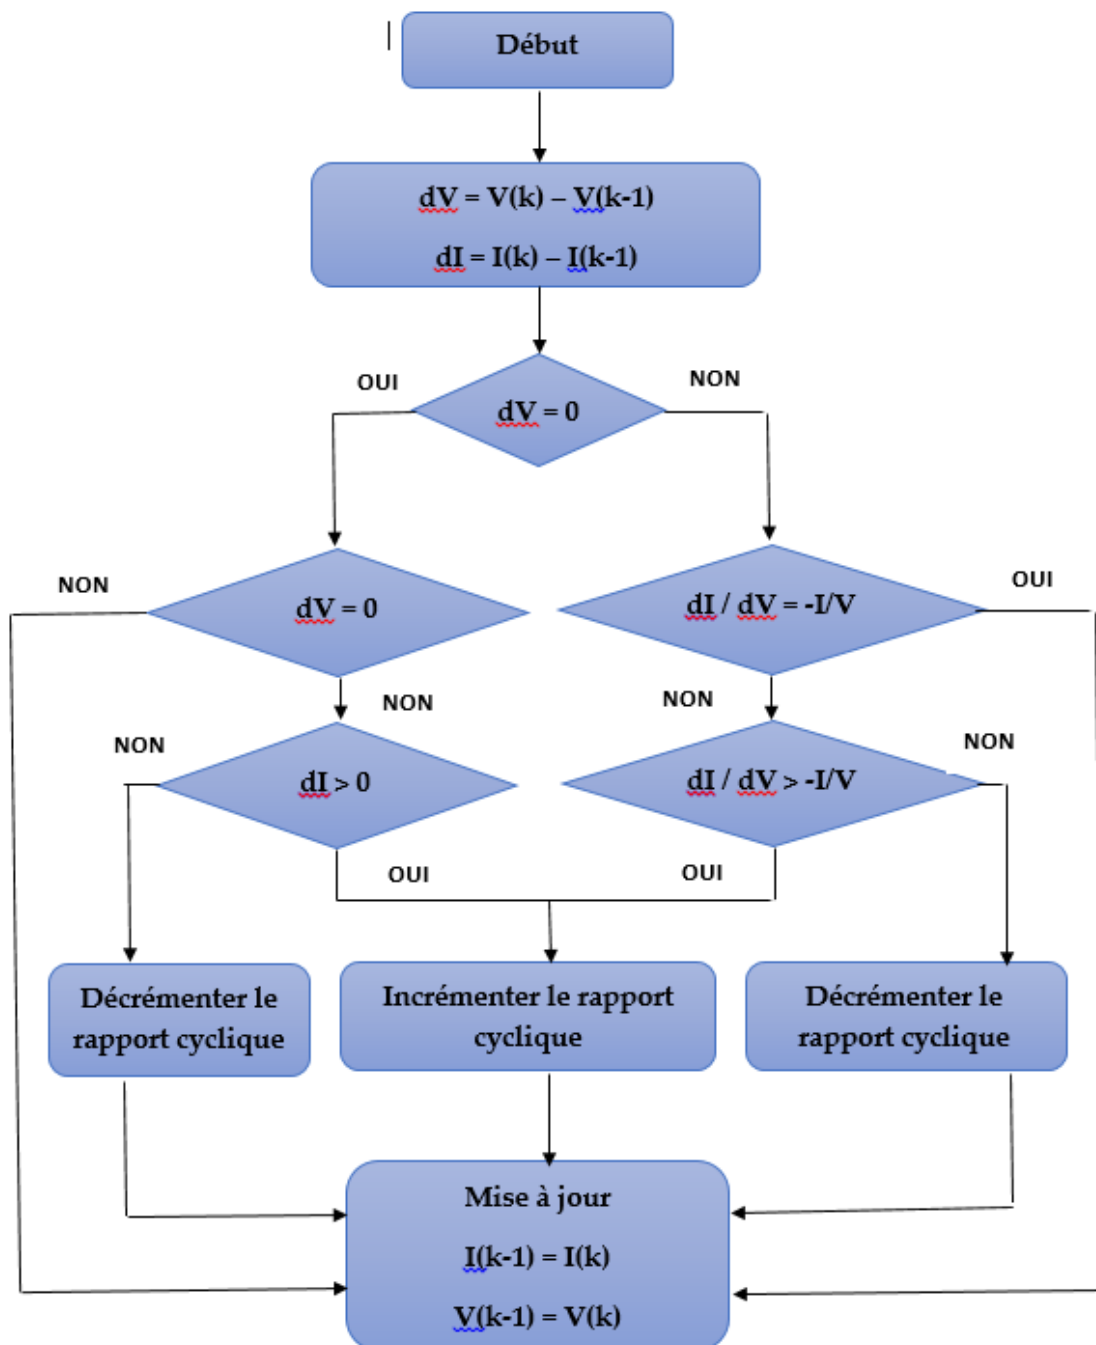 Début
dV = V(k) – V(k-1)
dI = I(k) – I(k-1)
OUI
NON
dV = 0
NON
dV = 0
dI / dV = -I/V
OUI
NON
NON
NON
dI > 0
dI / dV > -I/V
NON
OUI
OUI
Décrémenter le
rapport cyclique
Incrémenter le rapport
cyclique
Décrémenter le
rapport cyclique
Mise à jour
I(k-1) = I(k)
V(k-1) = V(k)